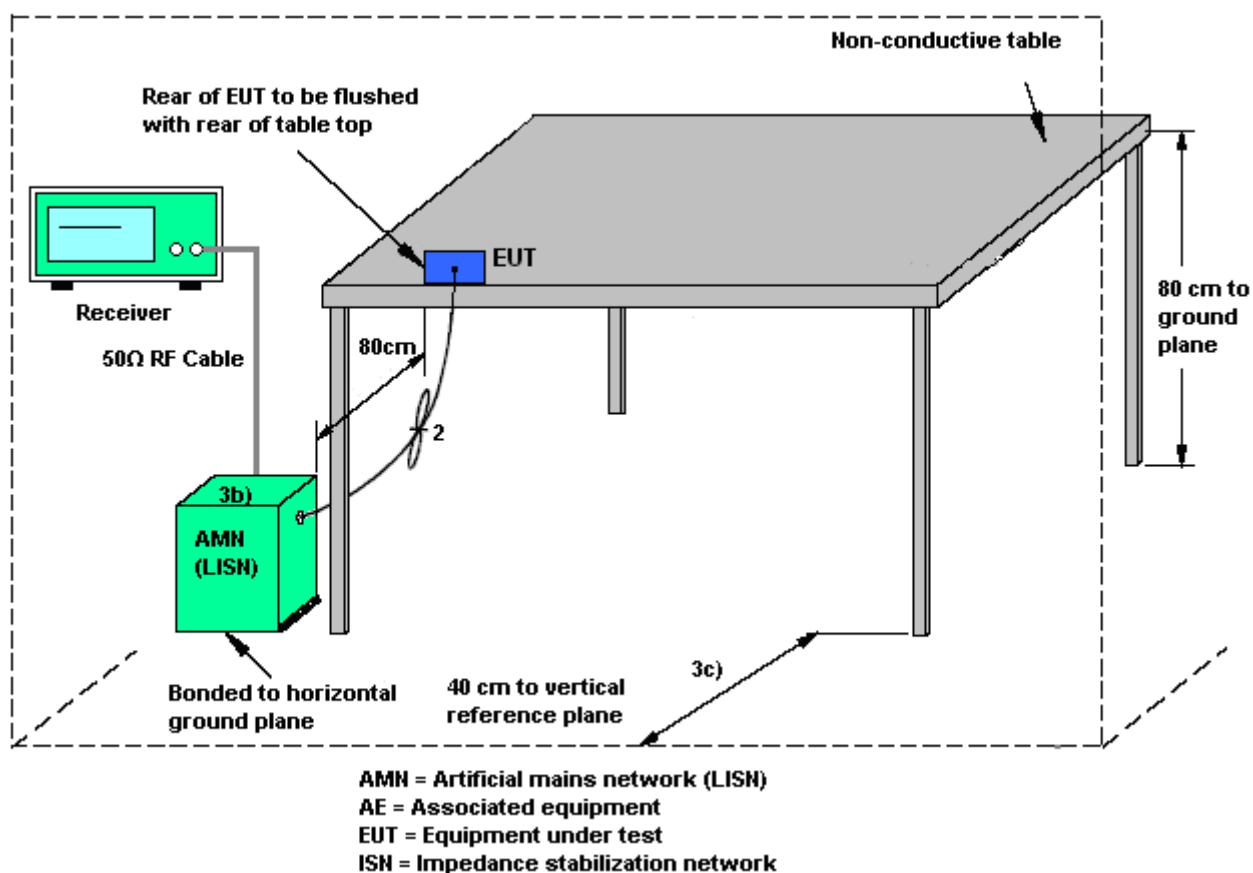 Non-conductive table
Rear of EUT to be flushed
with rear of table top
EUT
Receiver
80 cm to
ground
plane
80cm
50Ω RF Cable
2
3b)
AMN
(LISN)
3c)
Bonded to horizontal
ground plane
40 cm to vertical
reference plane
AMN = Artificial mains network (LISN)
AE = Associated equipment
EUT = Equipment under test
ISN = Impedance stabilization network